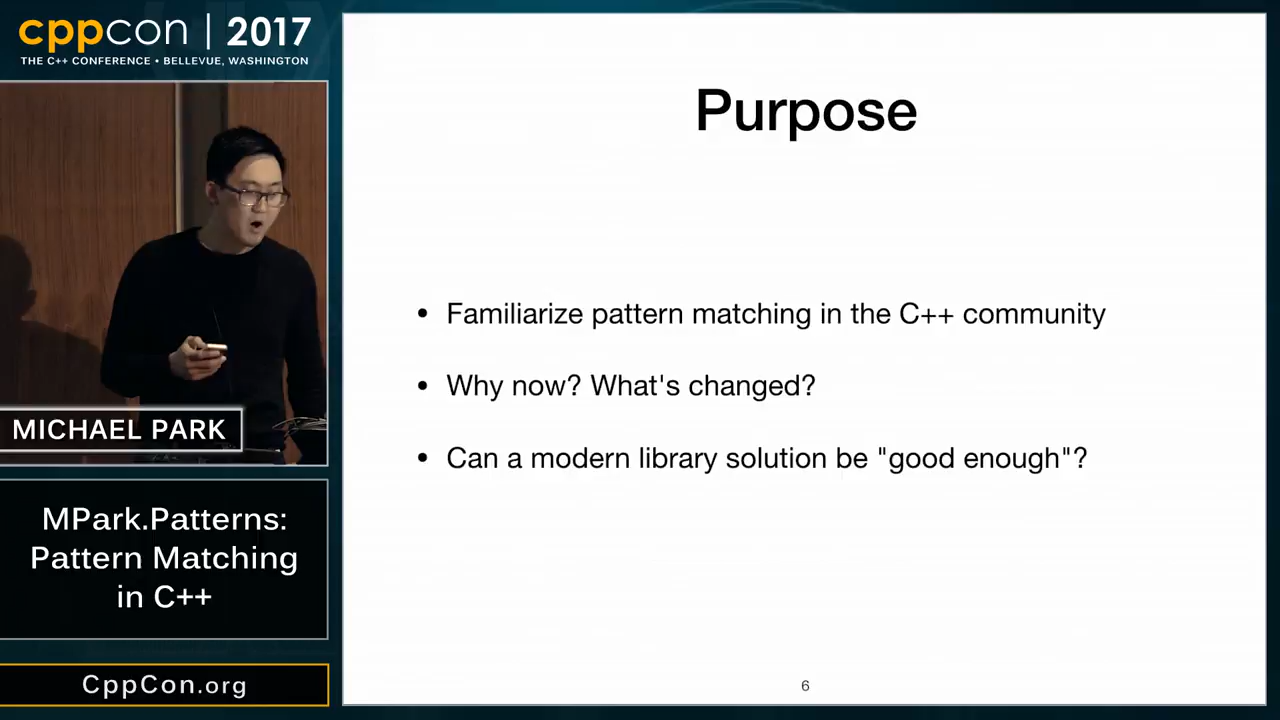 cppcon | 2017
THE C++ CONFERENCE • BELLEVUE, WASHINGTON
MICHAEL PARK
MPark.Patterns:
Pattern Matching
in C++
CppCon.org
Purpose
• Familiarize pattern matching in the C++ community
• Why now? What's changed?
• Can a modern library solution be "good enough"?
6